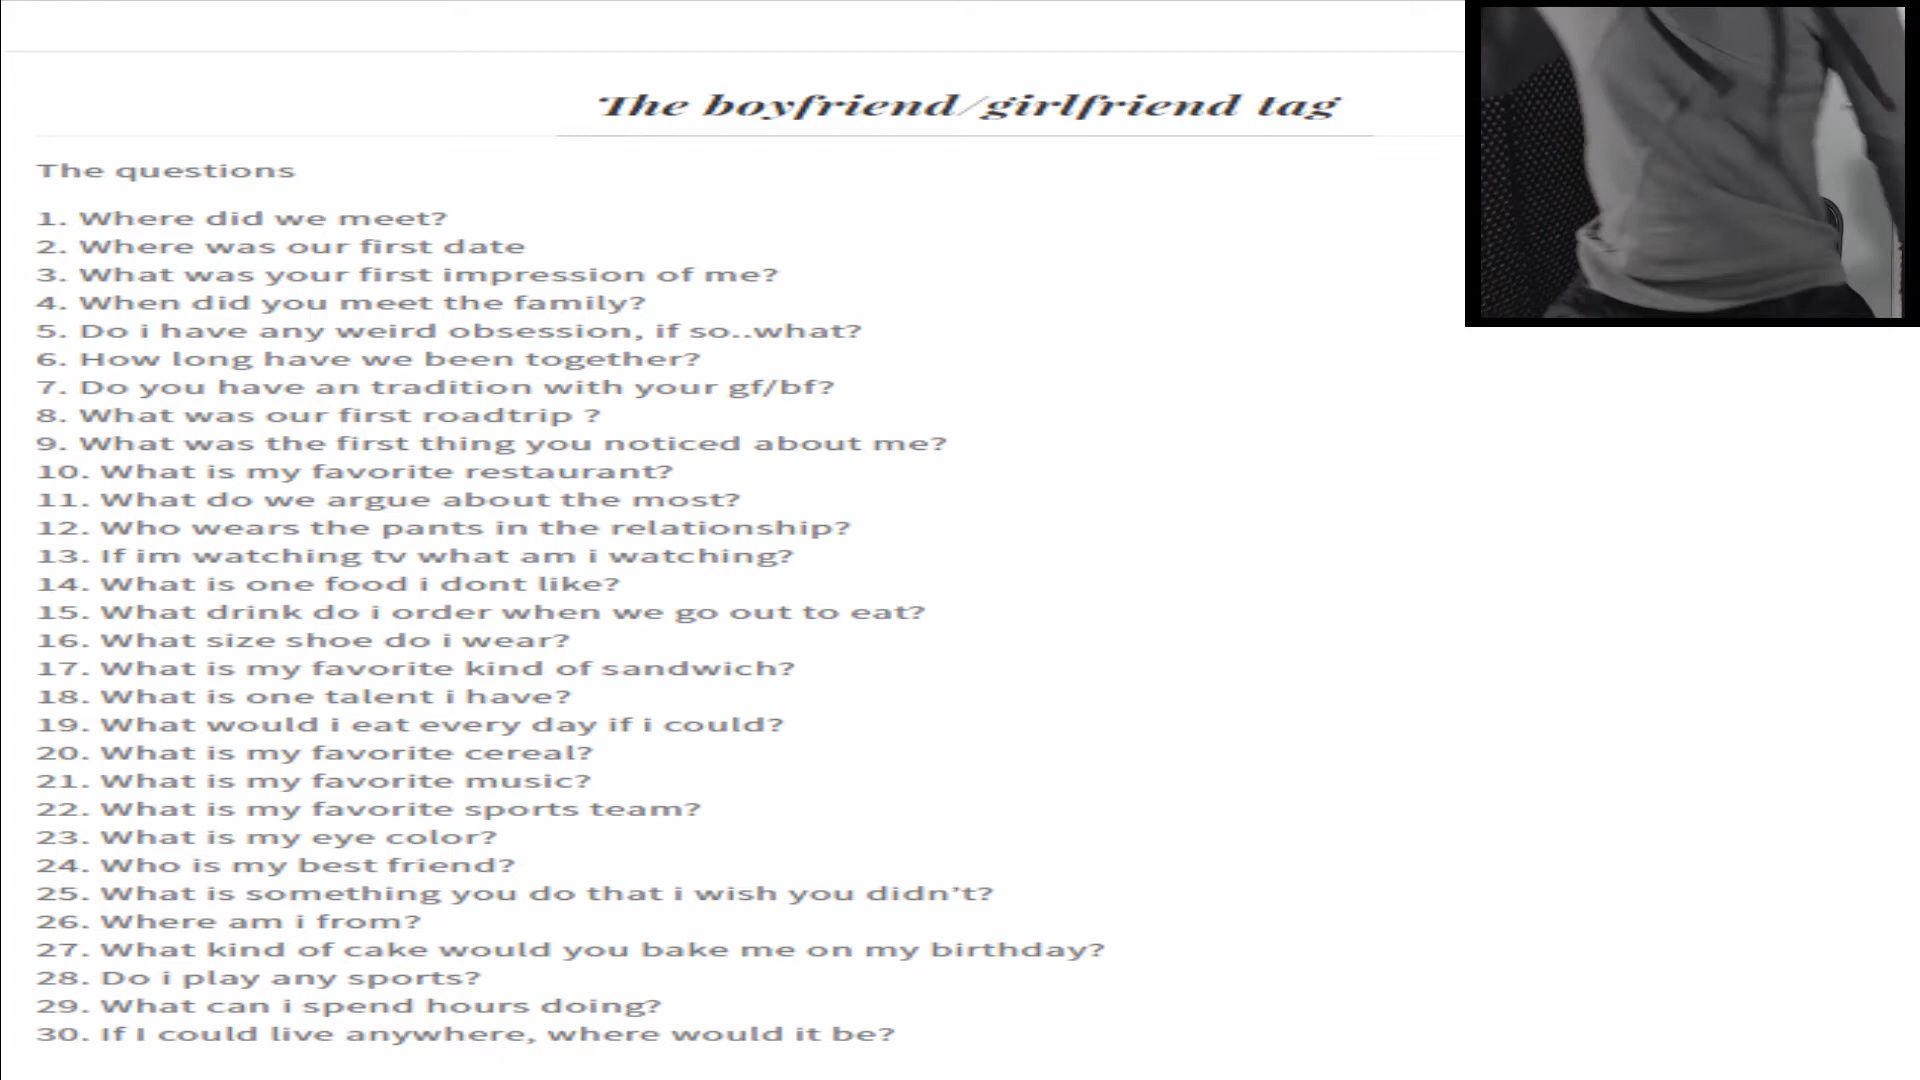 The boyfriend/girlfriend tag
The questions
1. Where did we meet?
2. Where was our first date
3. What was your first impression of me?
4. When did you meet the family?
5. Do i have any weird obsession, if so..what?
6. How long have we been together?
7. Do you have an tradition with your gf/bf?
8. What was our first roadtrip ?
9. What was the first thing you noticed about me?
10. What is my favorite restaurant?
11. What do we argue about the most?
12. Who wears the pants in the relationship?
13. If im watching tv what am i watching?
14. What is one food i dont like?
15. What drink do i order when we go out to eat?
16. What size shoe do i wear?
17. What is my favorite kind of sandwich?
18. What is one talent i have?
19. What would i eat every day if i could?
20. What is my favorite cereal?
21. What is my favorite music?
22. What is my favorite sports team?
23. What is my eye color?
24. Who is my best friend?
25. What is something you do that i wish you didn’t?
26. Where am i from?
27. What kind of cake would you bake me on my birthday?
28. Do i play any sports?
29. What can i spend hours doing?
30. If I could live anywhere, where would it be?